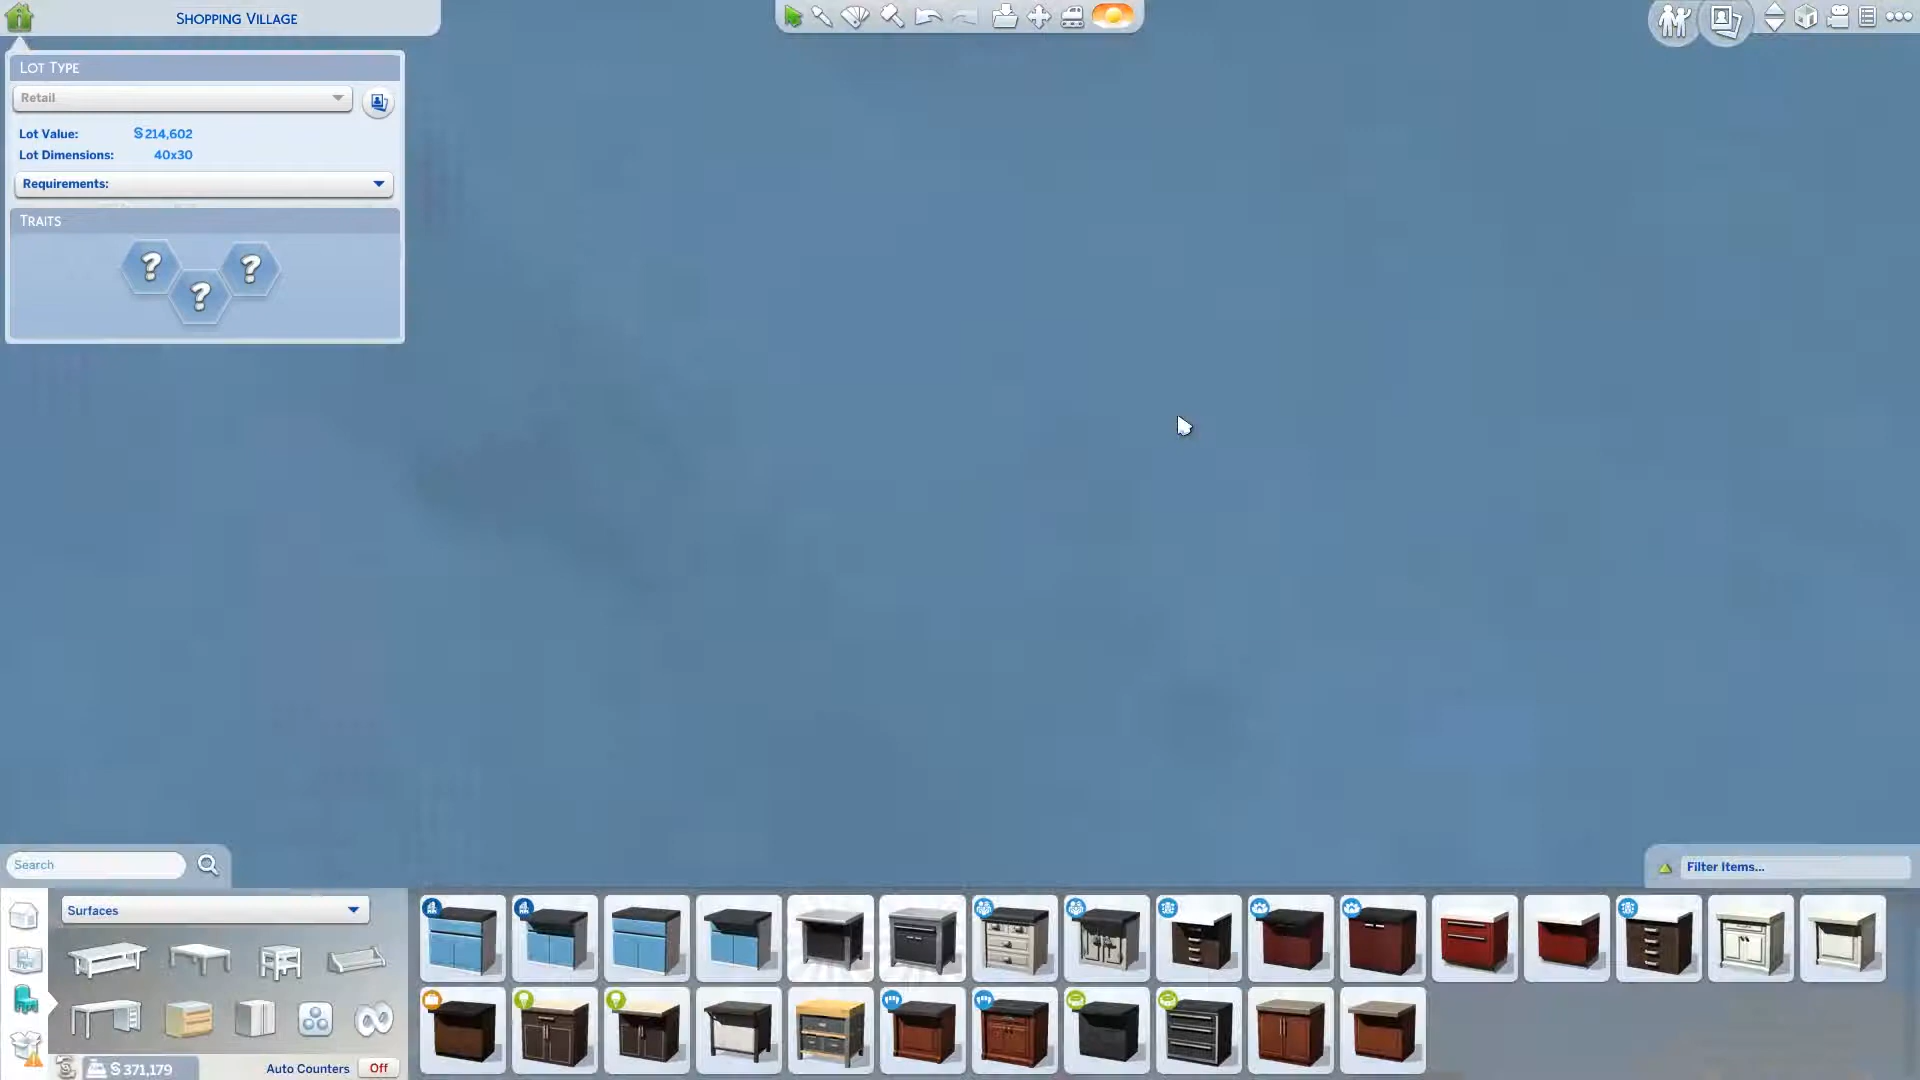 SHOPPING VILLAGE
LOT TYPE
Retail
Lot Value: §214,602
Lot Dimensions: 40x30
Requirements:
TRAITS
? ? ?
Search
Filter Items...
Surfaces
§371,179
Auto Counters Off